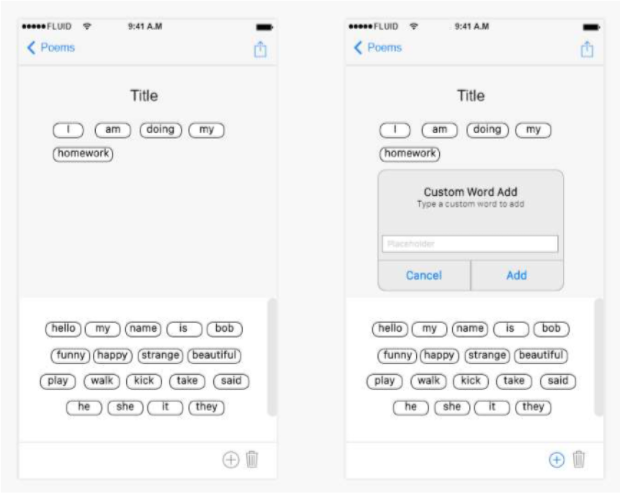 FLUID 9:41 A.M
Poems
Title
I am doing my
homework
hello my name is bob
funny happy strange beautiful
play walk kick take said
he she it they
FLUID 9:41 A.M
Poems
Title
I am doing my
homework
Custom Word Add
Type a custom word to add
Placeholder
Cancel Add
hello my name is bob
funny happy strange beautiful
play walk kick take said
he she it they